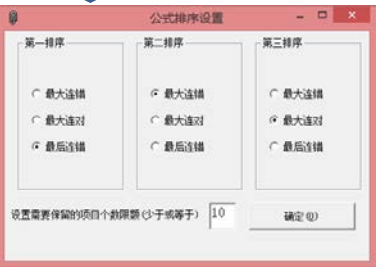 公式排序设置
第一排序 第二排序 第三排序
最大连错 最大连错 最大连错
最大连对 最大连对 最大连对
最后连错 最后连错 最后连错
设置需要保留的项目个数限额(少于或等于) 10 确定(Q)